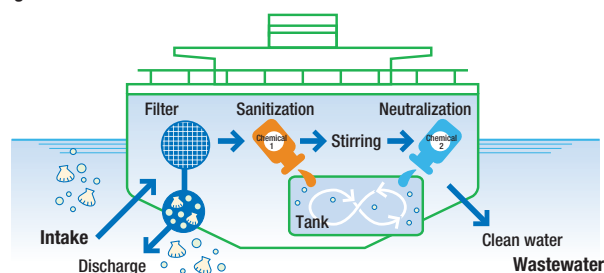 Filter
Sanitization
Neutralization
Chemical
1
Stirring
Chemical
2
Tank
Intake
Discharge
Clean water
Wastewater